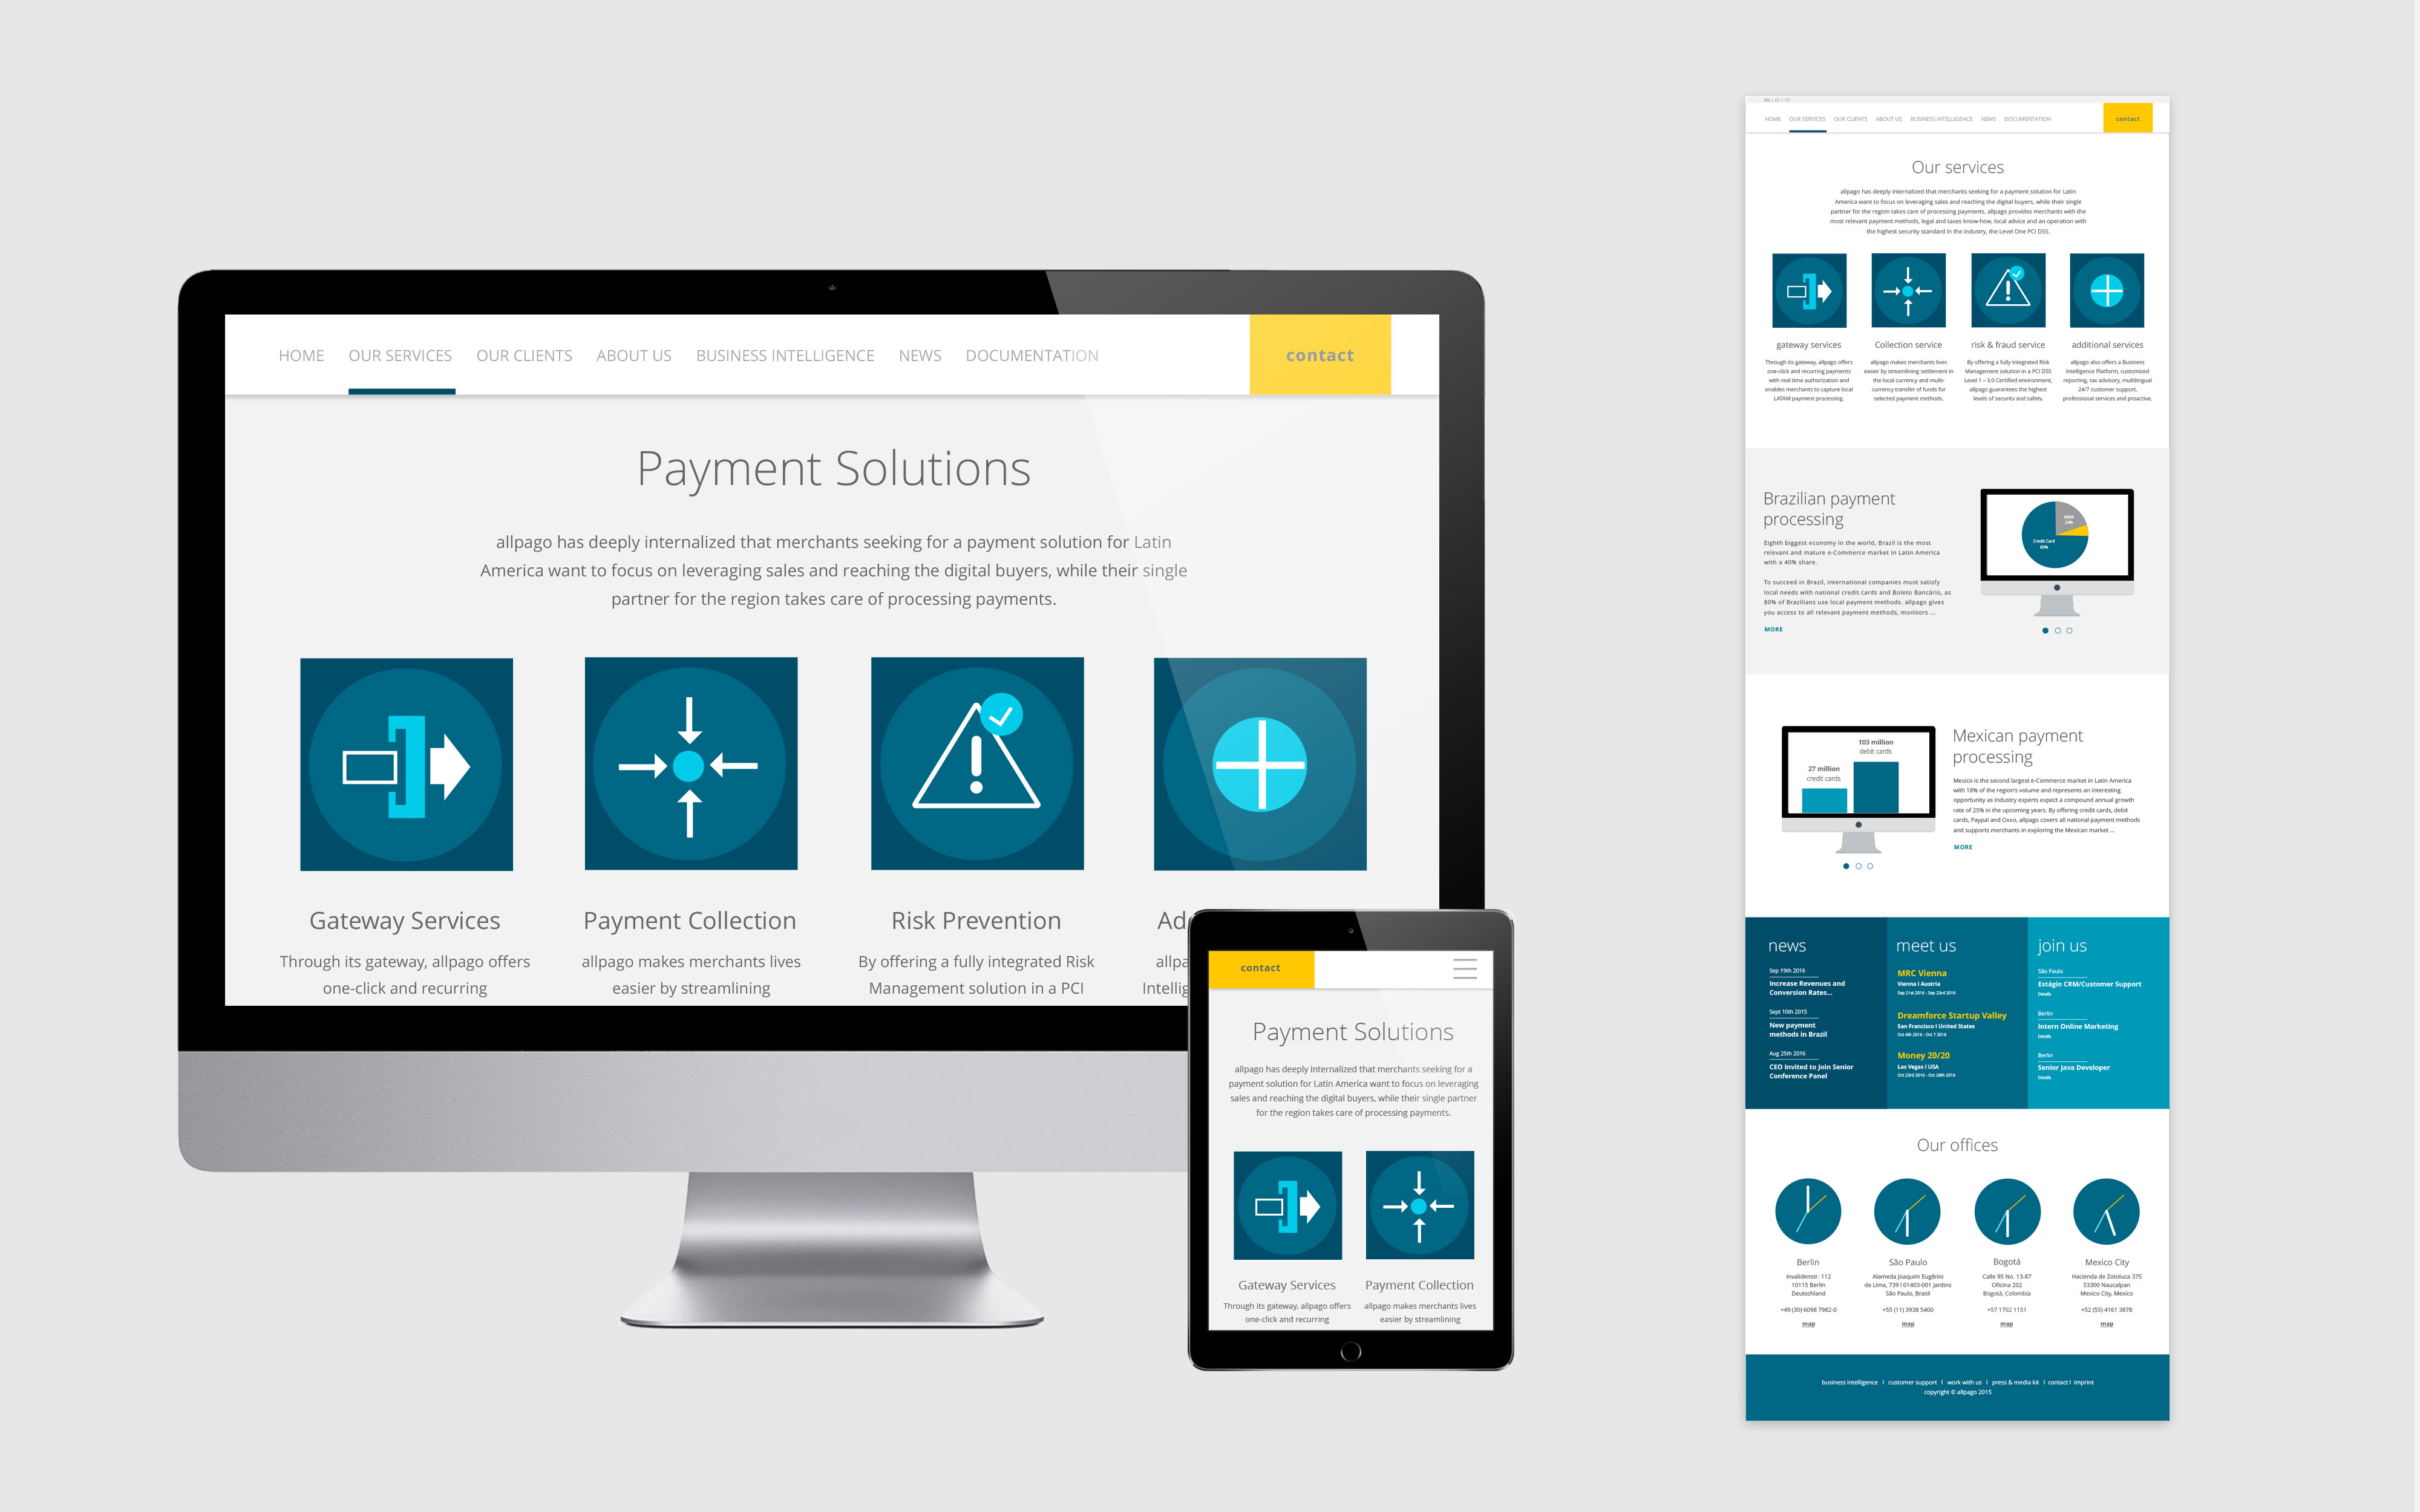 HOME OUR SERVICES OUR CLIENTS ABOUT US BUSINESS INTELLIGENCE NEWS DOCUMENTATION contact
Payment Solutions
allpago has deeply internalized that merchants seeking for a payment solution for Latin
America want to focus on leveraging sales and reaching the digital buyers, while their single
partner for the region takes care of processing payments.
Gateway Services
Through its gateway, allpago offers
one-click and recurring
Payment Collection
allpago makes merchants lives
easier by streamlining
Risk Prevention
By offering a fully integrated Risk
Management solution in a PCI
Ad
allpa
Intellig
contact
Payment Solutions
allpago has deeply internalized that merchants seeking for a
payment solution for Latin America want to focus on leveraging
sales and reaching the digital buyers, while their single partner
for the region takes care of processing payments.
Gateway Services
Through its gateway, allpago offers
one-click and recurring
Payment Collection
allpago makes merchants lives
easier by streamlining
HOME OUR SERVICES OUR CLIENTS ABOUT US BUSINESS INTELLIGENCE NEWS DOCUMENTATION contact
Our services
allpago has deeply internalized that merchants seeking for a payment solution for Latin
America want to focus on leveraging sales and reaching the digital buyers, while their single
partner for the region takes care of processing payments. allpago provides merchants with the
most relevant payment methods, legal and taxes know-how, local advice and an operation with
the highest security standard in the industry, the Level One PCI DSS.
gateway services
Through its gateway, allpago offers
one-click and recurring payments
with real time authorization and
enables merchants to capture local
LATAM payment processing.
Collection service
allpago makes merchants lives
easier by streamlining settlement in
the local currency and multi-
currency transfer of funds for
selected payment methods.
risk & fraud service
By offering a fully integrated Risk
Management solution in a PCI DSS
Level 1 – 3.0 Certified environment,
allpago guarantees the highest
levels of security and safety.
additional services
allpago also offers a Business
Intelligence Platform, customized
reporting, tax advisory, multilingual
24/7 customer support,
professional services and proactive.
Brazilian payment
processing
Eighth biggest economy in the world, Brazil is the most
relevant and mature e-Commerce market in Latin America
with a 40% share.
To succeed in Brazil, international companies must satisfy
local needs with national credit cards and Boleto Bancário, as
80% of Brazilians use local payment methods. allpago gives
you access to all relevant payment methods, monitors ...
MORE
24%
Credit Card
69%
103 million
debit cards
27 million
credit cards
Mexican payment
processing
Mexico is the second largest e-Commerce market in Latin America
with 18% of the region's volume and represents an interesting
opportunity as industry experts expect a compound annual growth
rate of 25% in the upcoming years. By offering credit cards, debit
cards, Paypal and Oxxo, allpago covers all national payment methods
and supports merchants in exploring the Mexican market ...
MORE
news
Sep 19th 2016
Increase Revenues and
Conversion Rates...
Sept 10th 2015
New payment
methods in Brazil
Aug 25th 2016
CEO Invited to Join Senior
Conference Panel
meet us
MRC Vienna
Vienna I Austria
Sep 21st 2016 - Sep 23rd 2016
Dreamforce Startup Valley
San Francisco I United States
Oct 4th 2016 - Oct 7 2016
Money 20/20
Las Vegas I USA
Oct 23rd 2016 - Oct 26th 2016
join us
São Paulo
Estágio CRM/Customer Support
Details
Berlin
Intern Online Marketing
Details
Berlin
Senior Java Developer
Details
Our offices
Berlin
Invalidenstr. 112
10115 Berlin
Deutschland
+49 (30) 6098 7982-0
map
São Paulo
Alameda Joaquim Eugênio
de Lima, 739 I 01403-001 Jardins
São Paulo, Brasil
+55 (11) 3938 5400
map
Bogotá
Calle 95 No. 13-87
Oficina 202
Bogotá, Colombia
+57 1702 1151
map
Mexico City
Hacienda de Zotoluca 375
53300 Naucalpan
Mexico City, Mexico
+52 (55) 4161 3878
map
business intelligence I customer support I work with us I press & media kit I contact I imprint
copyright © allpago 2015